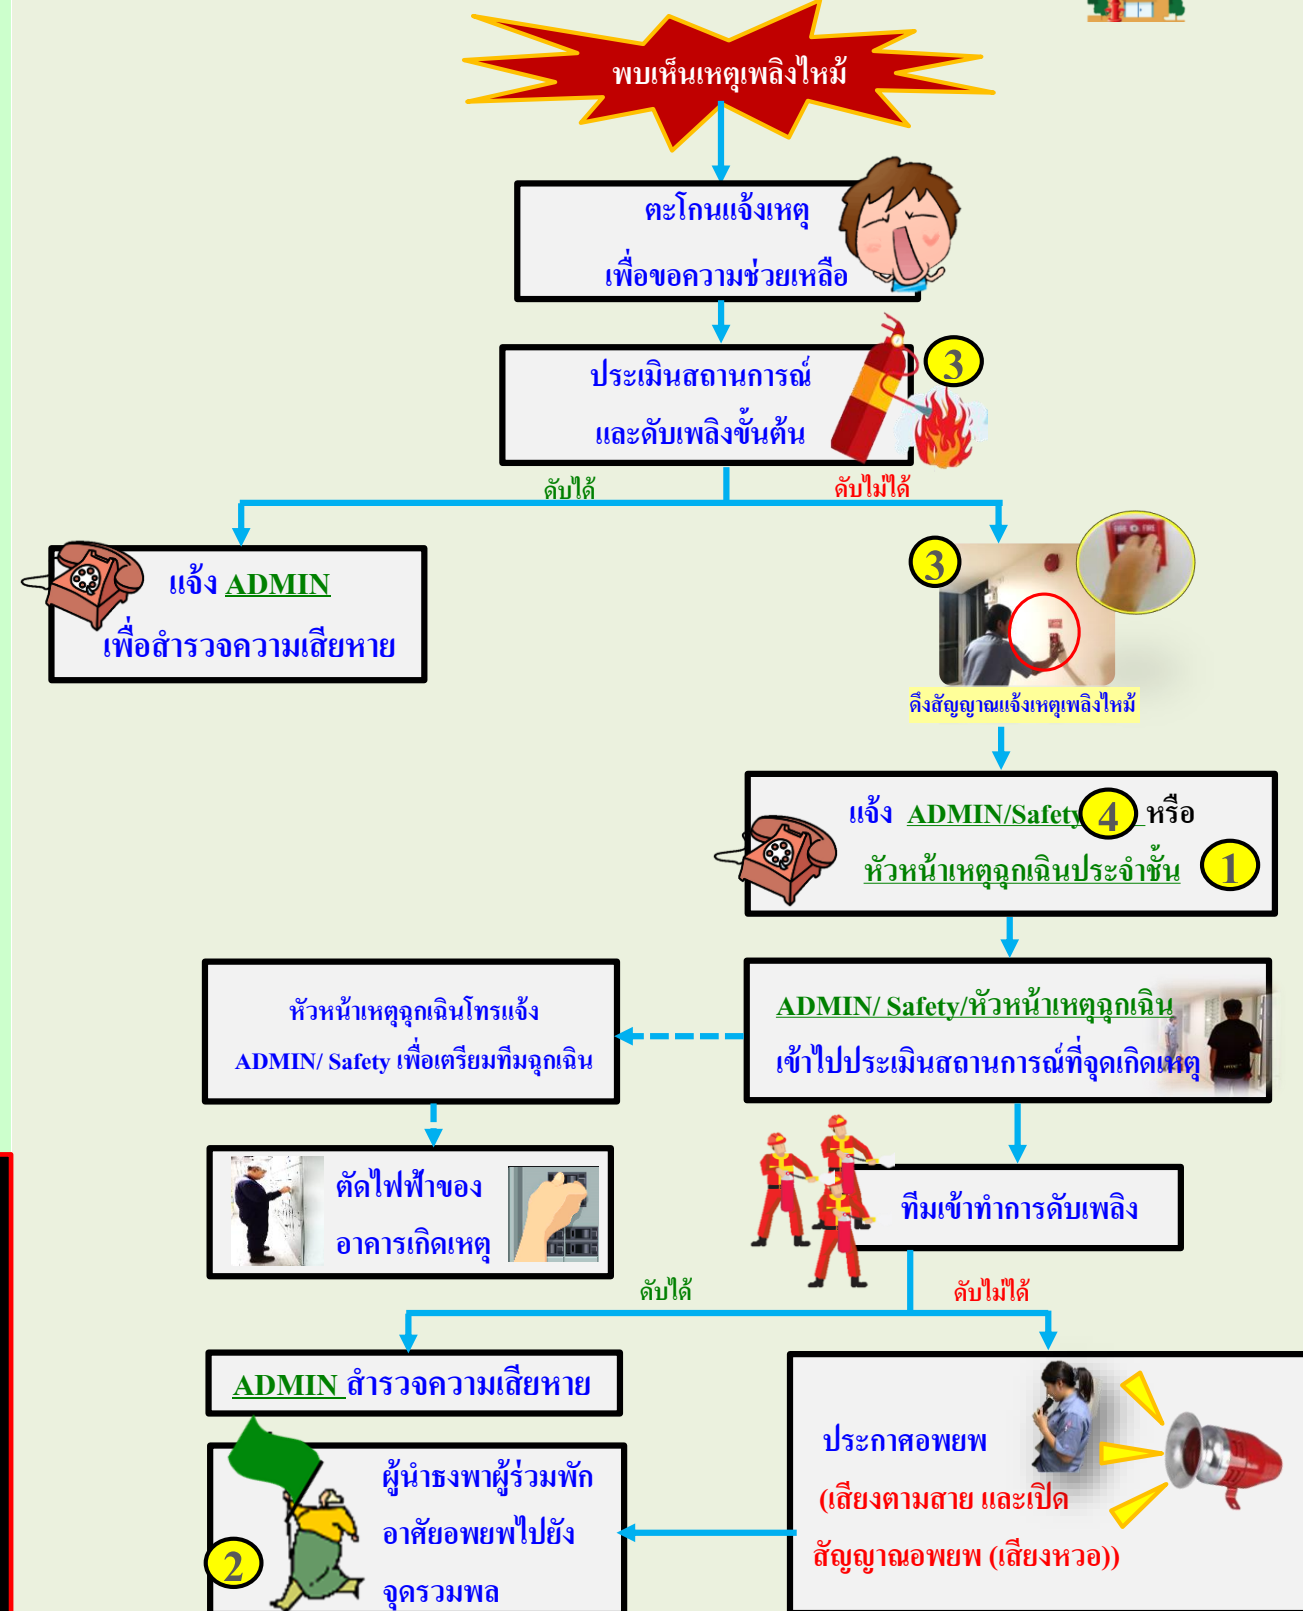 พบเห็นเหตุเพลิงไหม้
ตะโกนแจ้งเหตุ
เพื่อขอความช่วยเหลือ
ประเมินสถานการณ์
และดับเพลิงขั้นต้น
3
ดับได้
ดับไม่ได้
แจ้ง ADMIN
เพื่อสำรวจความเสียหาย
3
ดึงสัญญาณแจ้งเหตุเพลิงไหม้
แจ้ง ADMIN/Safety 4 หรือ
หัวหน้าเหตุฉุกเฉินประจำชั้น 1
ADMIN/ Safety/หัวหน้าเหตุฉุกเฉิน
เข้าไปประเมินสถานการณ์ที่จุดเกิดเหตุ
หัวหน้าเหตุฉุกเฉินโทรแจ้ง
ADMIN/ Safety เพื่อเตรียมทีมฉุกเฉิน
ตัดไฟฟ้าของ
อาคารเกิดเหตุ
ทีมเข้าทำการดับเพลิง
ดับได้
ดับไม่ได้
ADMIN สำรวจความเสียหาย
ประกาศอพยพ
(เสียงตามสาย และเปิด
สัญญาณอพยพ (เสียงหวอ))
ผู้นำธงพาผู้ร่วมพัก
อาศัยอพยพไปยัง
จุดรวมพล
2